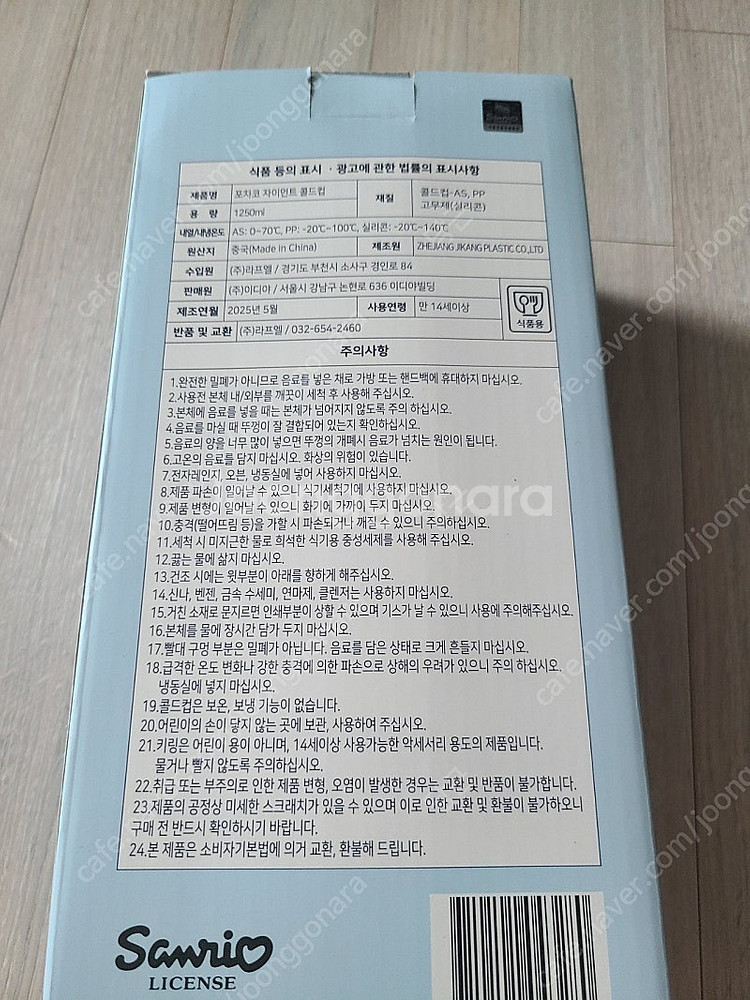 Sanrio
식품 등의 표시 · 광고에 관한 법률의 표시사항
제품명 포차코 자이언트 콜드컵 재질 콜드컵-AS, PP
고무제(실리콘)
용 량 1250ml
내열/내냉온도 AS: 0~70℃, PP: -20℃~100℃, 실리콘: -20℃~140℃
원산지 중국(Made in China) 제조원 ZHEJIANG JIKANG PLASTIC CO.,LTD
수입원 (주)라프엘 / 경기도 부천시 소사구 경인로 84
판매원 (주)이디야 / 서울시 강남구 논현로 636 이디야빌딩
제조연월 2025년 5월 사용연령 만 14세이상
식품용
반품 및 교환 (주)라프엘 / 032-654-2460
주의사항
1.완전한 밀폐가 아니므로 음료를 넣은 채로 가방 또는 핸드백에 휴대하지 마십시오.
2.사용전 본체 내/외부를 깨끗이 세척 후 사용해 주십시오.
3.본체에 음료를 넣을 때는 본체가 넘어지지 않도록 주의 하십시오.
4.음료를 마실 때 뚜껑이 잘 결합되어 있는지 확인하십시오.
5.음료의 양을 너무 많이 넣으면 뚜껑의 개폐시 음료가 넘치는 원인이 됩니다.
6.고온의 음료를 담지 마십시오. 화상의 위험이 있습니다.
7.전자레인지, 오븐, 냉동실에 넣어 사용하지 마십시오.
8.제품 파손이 일어날 수 있으니 식기세척기에 사용하지 마십시오.
9.제품 변형이 일어날 수 있으니 화기에 가까이 두지 마십시오.
10.충격(떨어뜨림 등)을 가할 시 파손되거나 깨질 수 있으니 주의하십시오.
11.세척 시 미지근한 물로 희석한 식기용 중성세제를 사용해 주십시오.
12.끓는 물에 삶지 마십시오.
13.건조 시에는 윗부분이 아래를 향하게 해주십시오.
14.신나, 벤젠, 금속 수세미, 연마제, 클렌저는 사용하지 마십시오.
15.거친 소재로 문지르면 인쇄부분이 상할 수 있으며 기스가 날 수 있으니 사용에 주의해주십시오.
16.본체를 물에 장시간 담가 두지 마십시오.
17.빨대 구멍 부분은 밀폐가 아닙니다. 음료를 담은 상태로 크게 흔들지 마십시오.
18.급격한 온도 변화나 강한 충격에 의한 파손으로 상해의 우려가 있으니 주의 하십시오.
냉동실에 넣지 마십시오.
19.콜드컵은 보온, 보냉 기능이 없습니다.
20.어린이의 손이 닿지 않는 곳에 보관, 사용하여 주십시오.
21.키링은 어린이 용이 아니며, 14세이상 사용가능한 악세서리 용도의 제품입니다.
물거나 빨지 않도록 주의하십시오.
22.취급 또는 부주의로 인한 제품 변형, 오염이 발생한 경우는 교환 및 반품이 불가합니다.
23.제품의 공정상 미세한 스크래치가 있을 수 있으며 이로 인한 교환 및 환불이 불가하오니
구매 전 반드시 확인하시기 바랍니다.
24.본 제품은 소비자기본법에 의거 교환, 환불해 드립니다.
Sanrio
LICENSE
cafe.naver.com/joonggonara